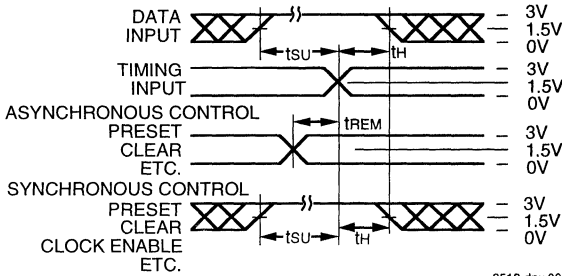 DATA
INPUT
3V
1.5V
0V
tSU
tH
TIMING
INPUT
3V
1.5V
0V
ASYNCHRONOUS CONTROL
PRESET
CLEAR
ETC.
tREM
3V
1.5V
0V
SYNCHRONOUS CONTROL
PRESET
CLEAR
CLOCK ENABLE
ETC.
tSU
tH
3V
1.5V
0V